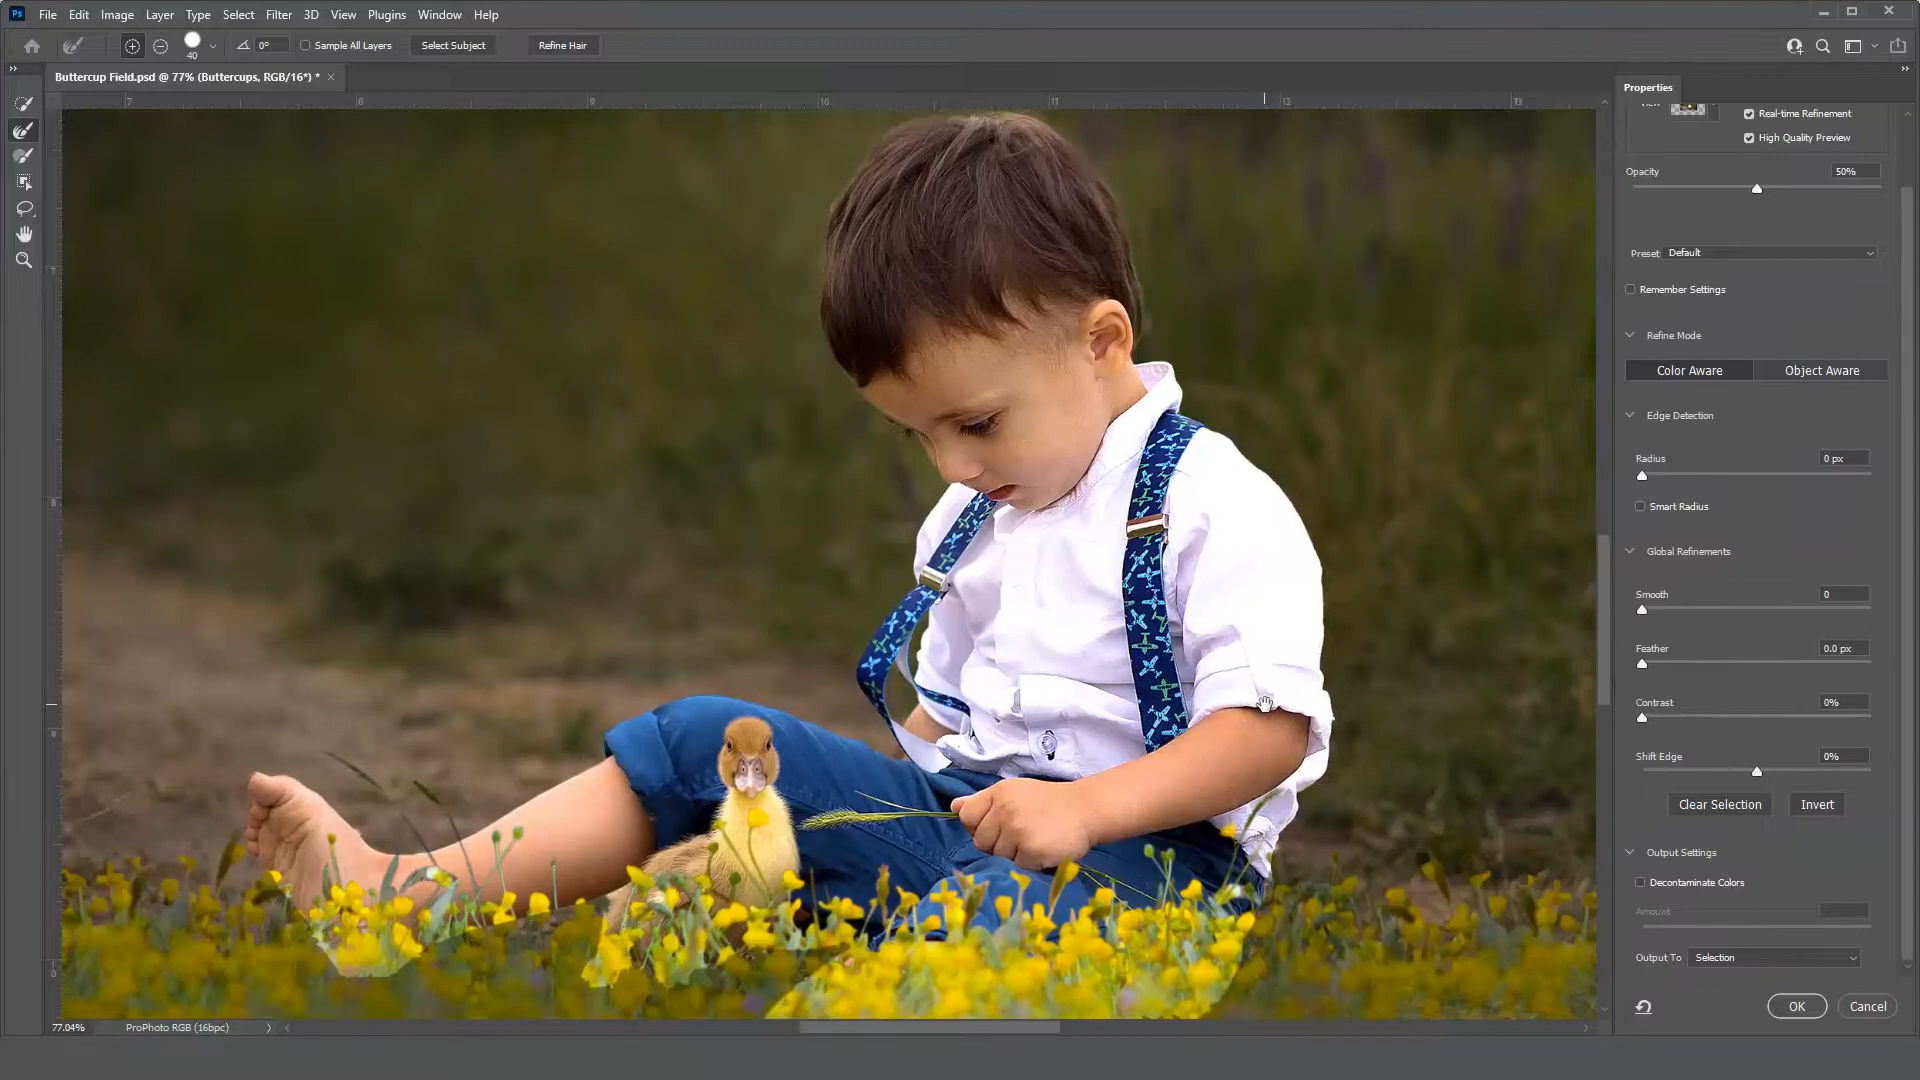 Ps File Edit Image Layer Type Select Filter 3D View Plugins Window Help
40 0° Sample All Layers Select Subject Refine Hair
Buttercup Field.psd @ 77% (Buttercups, RGB/16*) * ×
7 8 9 10 11 12 13
Properties
Real-time Refinement
High Quality Preview
Opacity 50%
Preset Default
Remember Settings
Refine Mode
Color Aware Object Aware
Edge Detection
Radius 0 px
Smart Radius
Global Refinements
Smooth 0
Feather 0.0 px
Contrast 0%
Shift Edge 0%
Clear Selection Invert
Output Settings
Decontaminate Colors
Amount
Output To Selection
OK Cancel
77.04% ProPhoto RGB (16bpc)